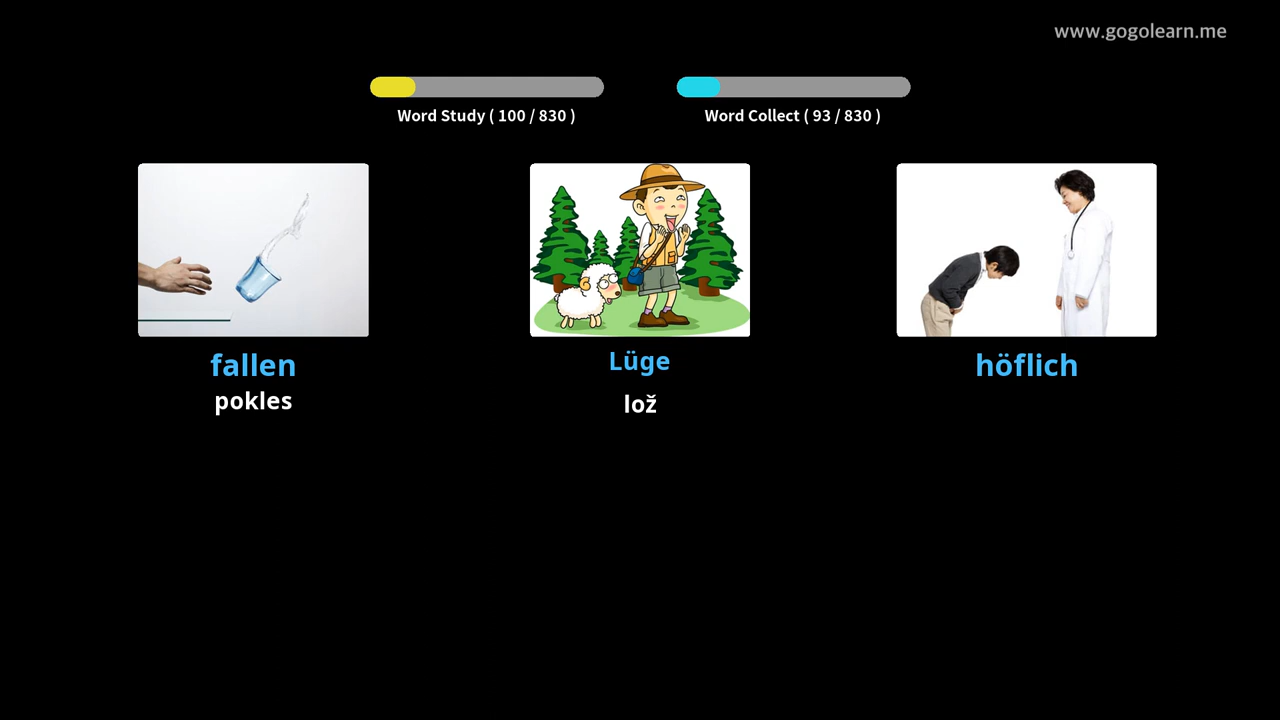 www.gogolearn.me
Word Study ( 100 / 830 )
Word Collect ( 93 / 830 )
fallen
pokles
Lüge
lož
höflich